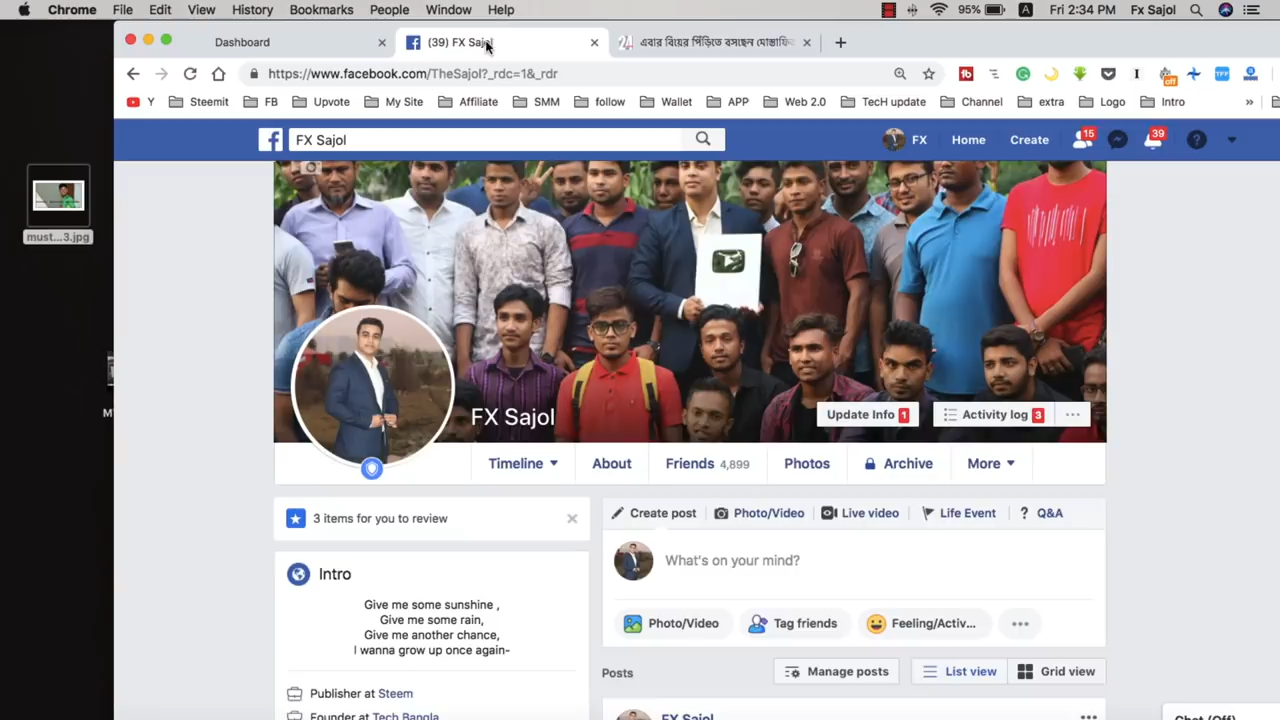 Chrome File Edit View History Bookmarks People Window Help 95% A Fri 2:34 PM Fx Sajol
Dashboard (39) FX Sajol এবার বিয়ের পিঁড়িতে বসছেন মোস্তাফি
https://www.facebook.com/TheSajol?_rdc=1&_rdr
Y Steemit FB Upvote My Site Affiliate SMM follow Wallet APP Web 2.0 TecH update Channel extra Logo Intro »
FX Sajol FX Home Create 15 39
must...3.jpg
FX Sajol Update Info 1 Activity log 3
Timeline About Friends 4,899 Photos Archive More
3 items for you to review
Create post Photo/Video Live video Life Event Q&A
What's on your mind?
Intro
Give me some sunshine ,
Give me some rain,
Give me another chance,
I wanna grow up once again-
Photo/Video Tag friends Feeling/Activ...
Posts Manage posts List view Grid view
Publisher at Steem
Founder at Tech Bangla
FX Sajol
Chat (Off)